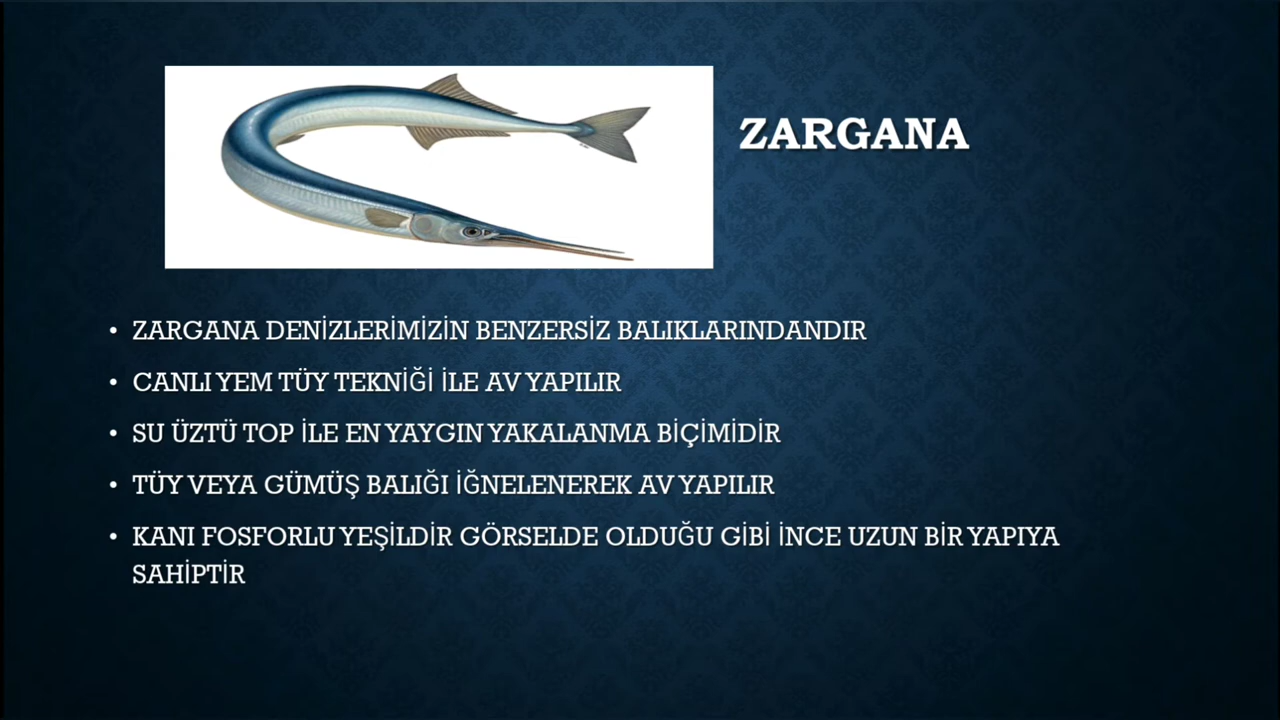 ZARGANA
• ZARGANA DENİZLERİMİZİN BENZERSİZ BALIKLARINDANDIR
• CANLI YEM TÜY TEKNİĞİ İLE AV YAPILIR
• SU ÜZTÜ TOP İLE EN YAYGIN YAKALANMA BİÇİMİDİR
• TÜY VEYA GÜMÜŞ BALIĞI İĞNELENEREK AV YAPILIR
• KANI FOSFORLU YEŞİLDİR GÖRSELDE OLDUĞU GİBİ İNCE UZUN BİR YAPIYA
SAHİPTİR